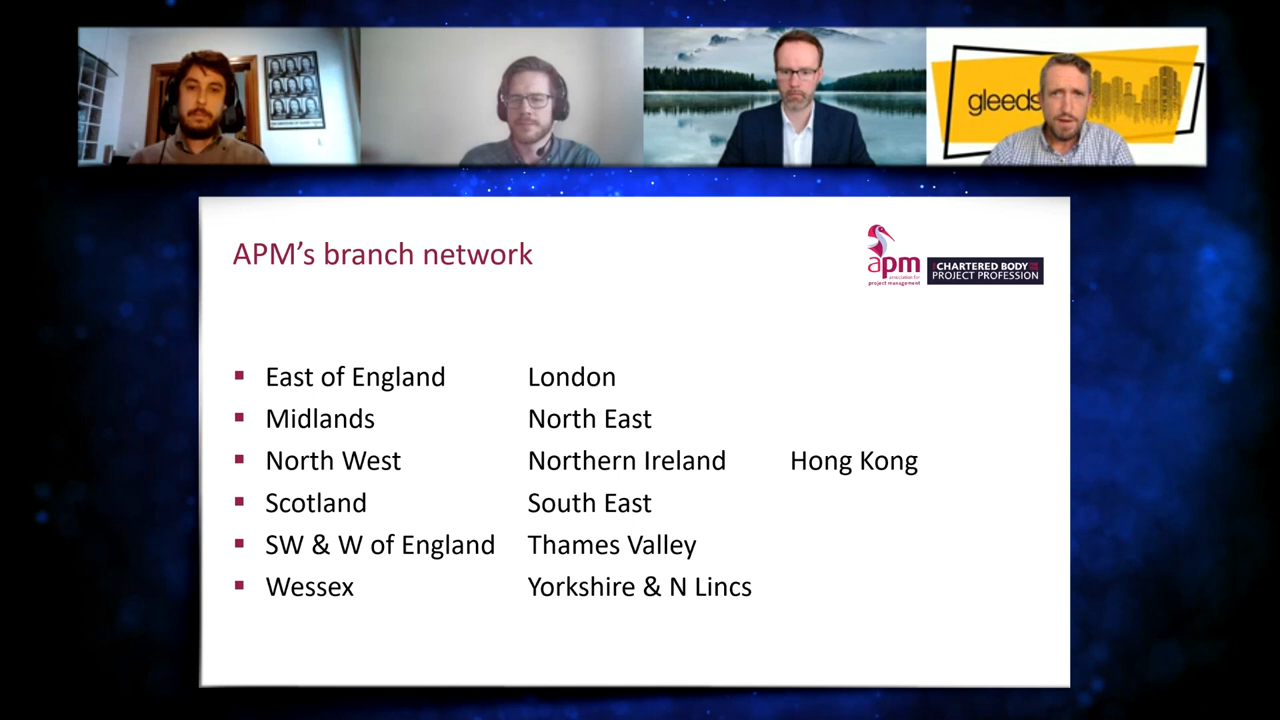 gleeds
APM's branch network
apm
association for
project management
CHARTERED BODY
PROJECT PROFESSION
East of England London
Midlands North East
North West Northern Ireland Hong Kong
Scotland South East
SW & W of England Thames Valley
Wessex Yorkshire & N Lincs